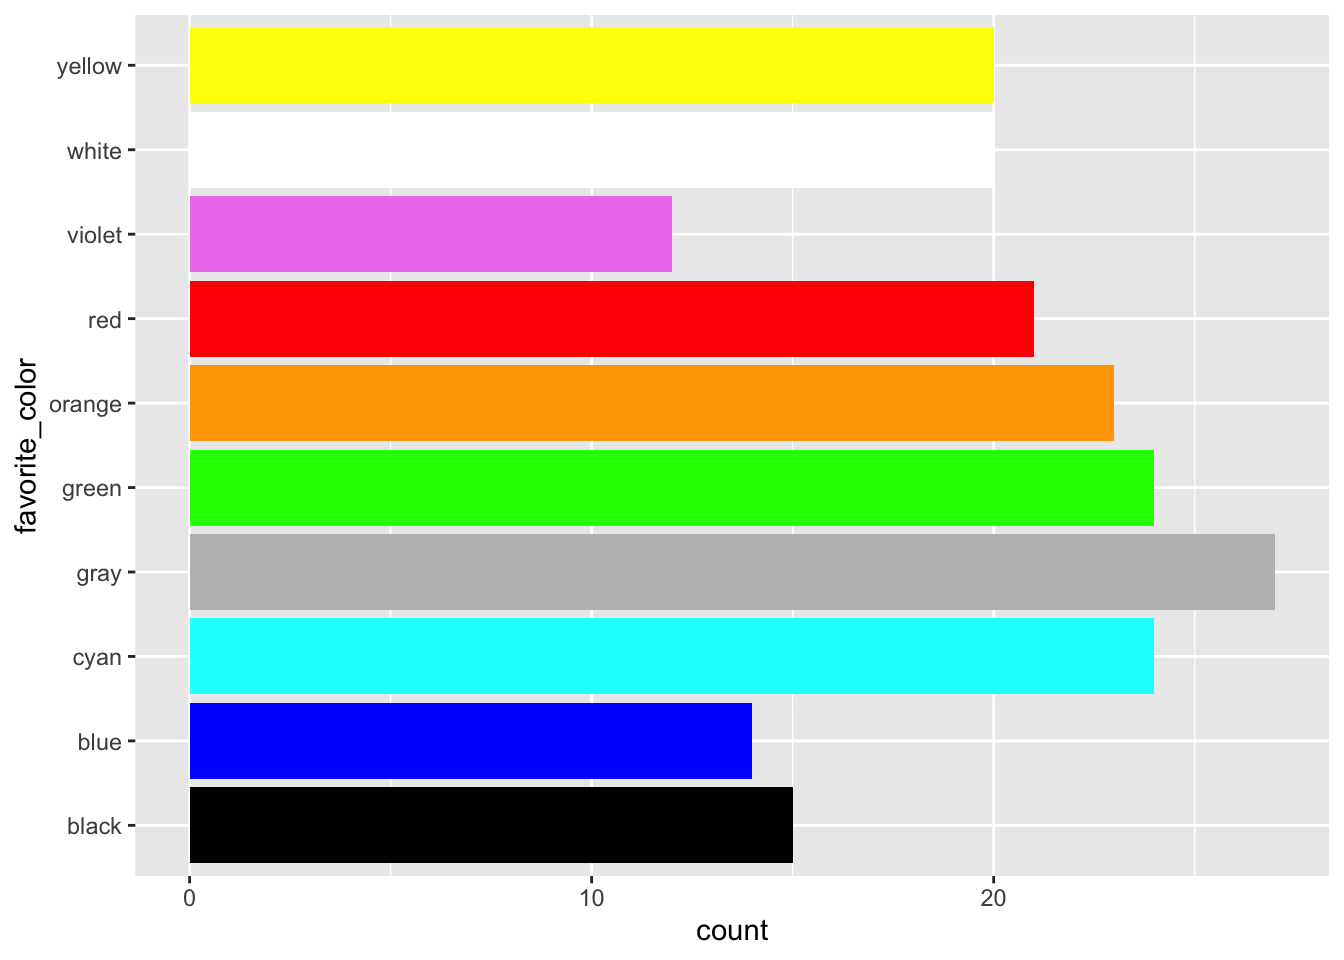 yellow
white
violet
red
orange
green
gray
cyan
blue
black
favorite_color
0 10 20
count